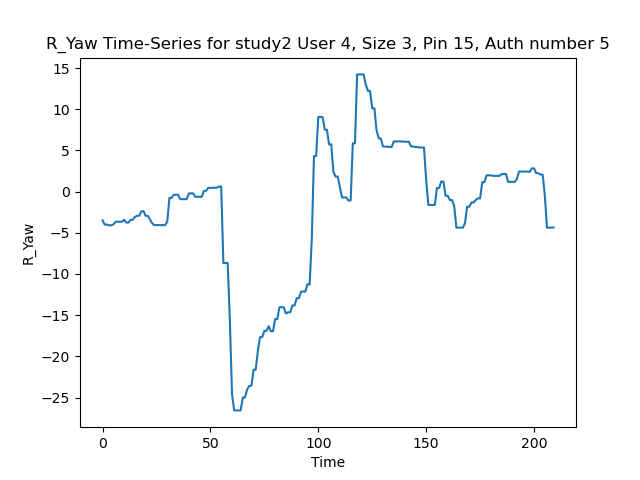 R_Yaw Time-Series for study2 User 4, Size 3, Pin 15, Auth number 5
15
10
5
0
−5
−10
−15
−20
−25
R_Yaw
0 50 100 150 200
Time